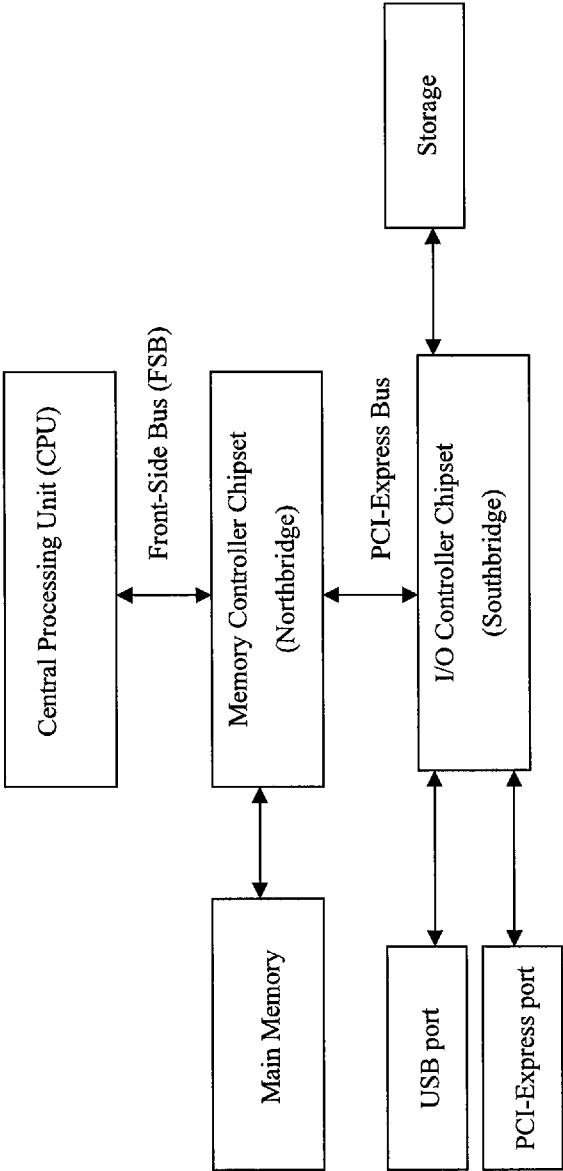 Central Processing Unit (CPU)
Front-Side Bus (FSB)
Main Memory
Memory Controller Chipset
(Northbridge)
PCI-Express Bus
USB port
PCI-Express port
I/O Controller Chipset
(Southbridge)
Storage